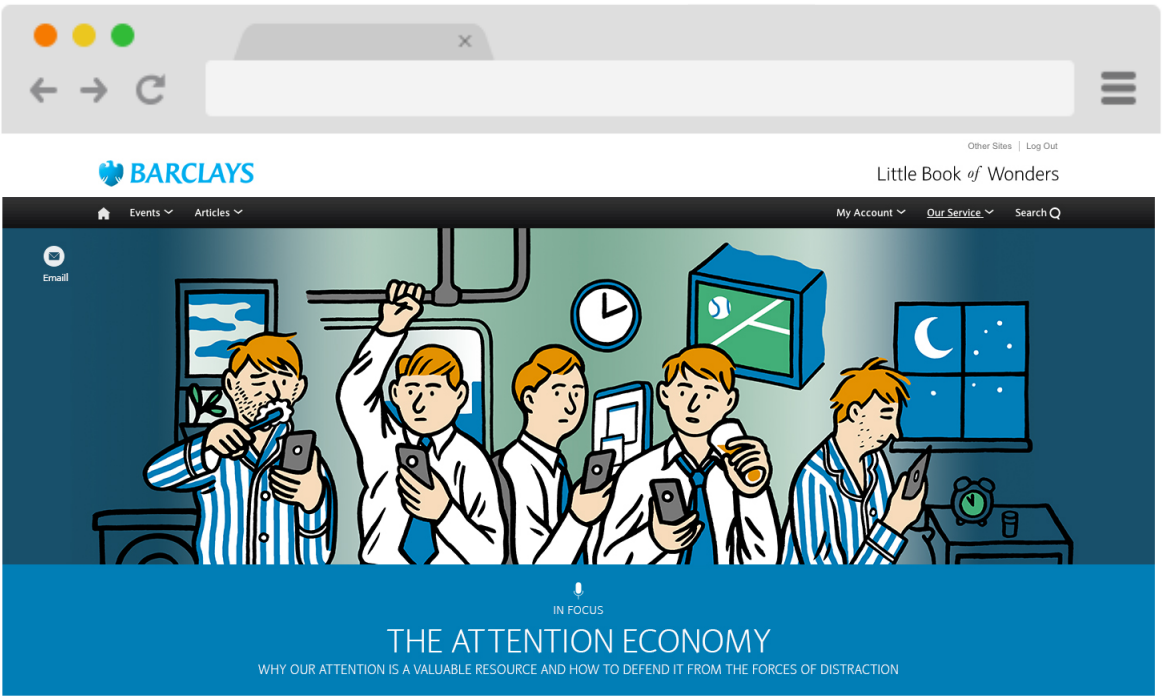 Other Sites | Log Out
BARCLAYS
Little Book of Wonders
Events Articles My Account Our Service Search
Emaill
IN FOCUS
THE ATTENTION ECONOMY
WHY OUR ATTENTION IS A VALUABLE RESOURCE AND HOW TO DEFEND IT FROM THE FORCES OF DISTRACTION